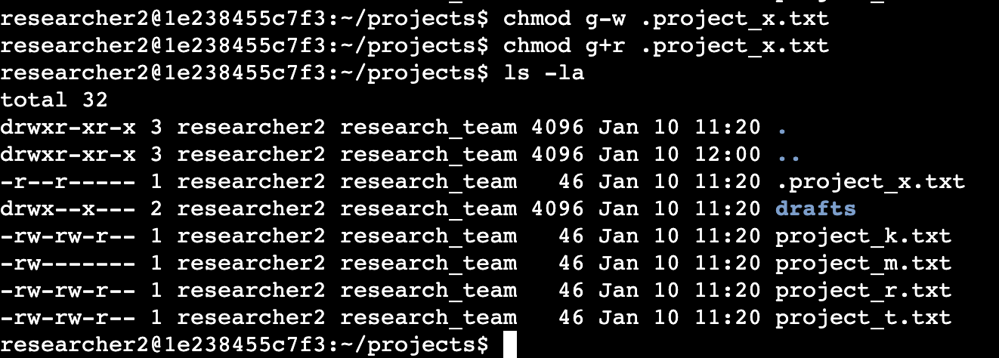 researcher2@1e238455c7f3:~/projects$ chmod g-w .project_x.txt
researcher2@1e238455c7f3:~/projects$ chmod g+r .project_x.txt
researcher2@1e238455c7f3:~/projects$ ls -la
total 32
drwxr-xr-x 3 researcher2 research_team 4096 Jan 10 11:20 .
drwxr-xr-x 3 researcher2 research_team 4096 Jan 10 12:00 ..
-r--r----- 1 researcher2 research_team   46 Jan 10 11:20 .project_x.txt
drwx--x--- 2 researcher2 research_team 4096 Jan 10 11:20 drafts
-rw-rw-r-- 1 researcher2 research_team   46 Jan 10 11:20 project_k.txt
-rw------- 1 researcher2 research_team   46 Jan 10 11:20 project_m.txt
-rw-rw-r-- 1 researcher2 research_team   46 Jan 10 11:20 project_r.txt
-rw-rw-r-- 1 researcher2 research_team   46 Jan 10 11:20 project_t.txt
researcher2@1e238455c7f3:~/projects$